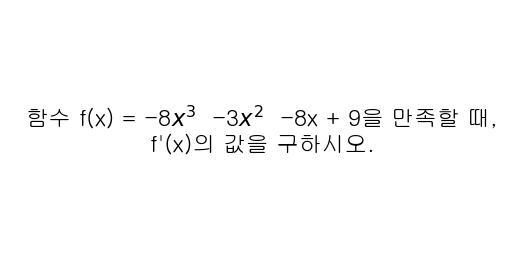 함수 f(x) = −8x³ −3x² −8x + 9을 만족할 때,
f'(x)의 값을 구하시오.